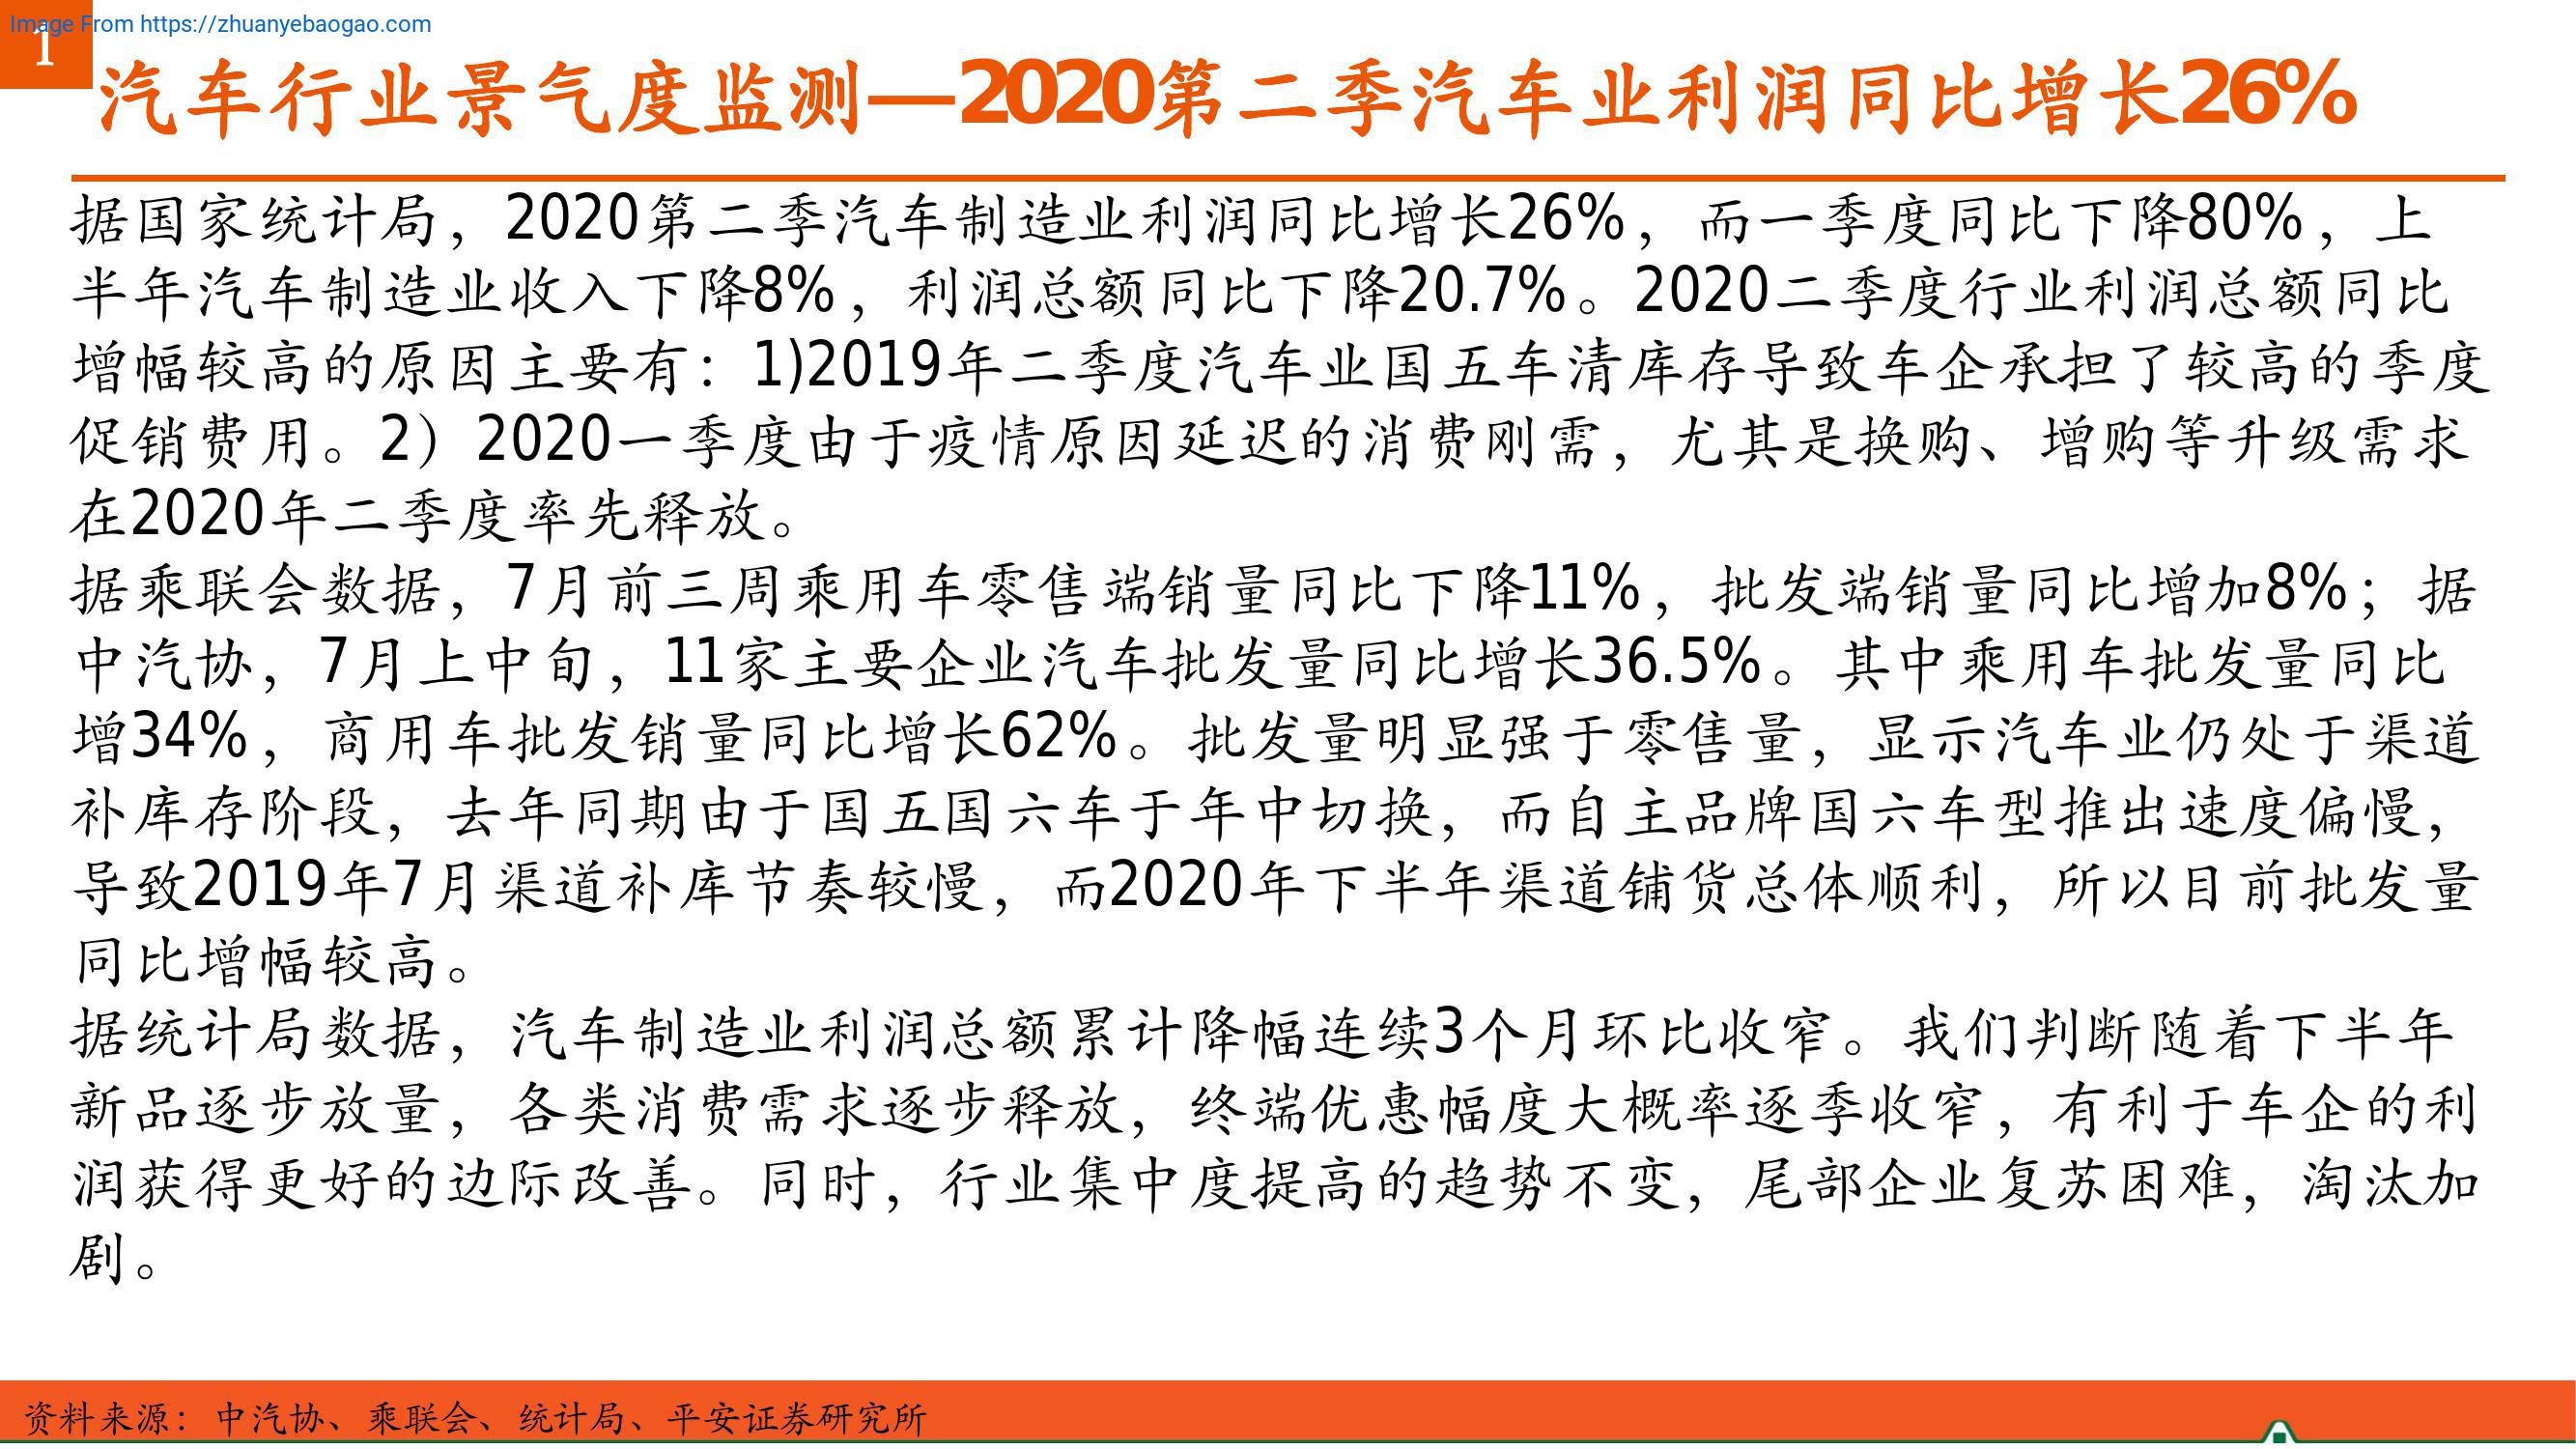 Image From https://zhuanyebaogao.com
1
汽车行业景气度监测—2020第二季汽车业利润同比增长26%
据国家统计局，2020第二季汽车制造业利润同比增长26%，而一季度同比下降80%，上
半年汽车制造业收入下降8%，利润总额同比下降20.7%。2020二季度行业利润总额同比
增幅较高的原因主要有：1)2019年二季度汽车业国五车清库存导致车企承担了较高的季度
促销费用。2）2020一季度由于疫情原因延迟的消费刚需，尤其是换购、增购等升级需求
在2020年二季度率先释放。
据乘联会数据，7月前三周乘用车零售端销量同比下降11%，批发端销量同比增加8%；据
中汽协，7月上中旬，11家主要企业汽车批发量同比增长36.5%。其中乘用车批发量同比
增34%，商用车批发销量同比增长62%。批发量明显强于零售量，显示汽车业仍处于渠道
补库存阶段，去年同期由于国五国六车于年中切换，而自主品牌国六车型推出速度偏慢，
导致2019年7月渠道补库节奏较慢，而2020年下半年渠道铺货总体顺利，所以目前批发量
同比增幅较高。
据统计局数据，汽车制造业利润总额累计降幅连续3个月环比收窄。我们判断随着下半年
新品逐步放量，各类消费需求逐步释放，终端优惠幅度大概率逐季收窄，有利于车企的利
润获得更好的边际改善。同时，行业集中度提高的趋势不变，尾部企业复苏困难，淘汰加
剧。
资料来源：中汽协、乘联会、统计局、平安证券研究所